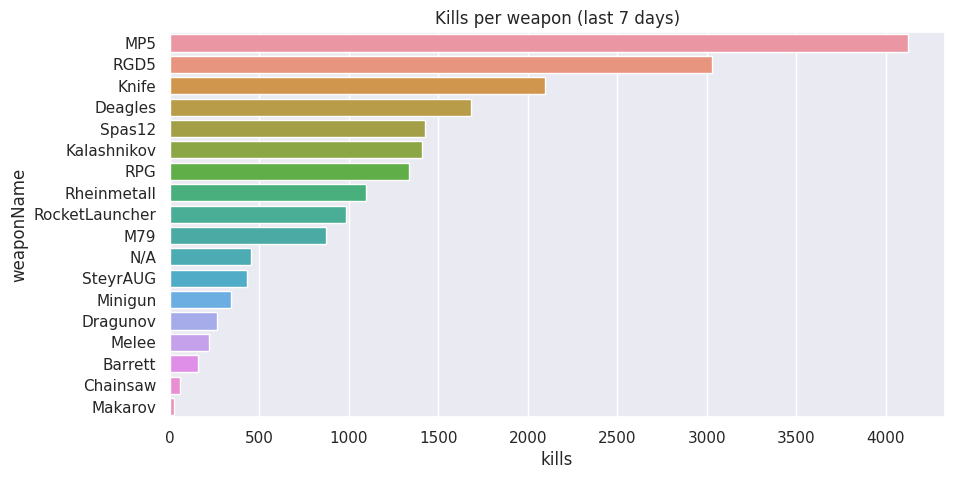 Kills per weapon (last 7 days)
weaponName
MP5
RGD5
Knife
Deagles
Spas12
Kalashnikov
RPG
Rheinmetall
RocketLauncher
M79
N/A
SteyrAUG
Minigun
Dragunov
Melee
Barrett
Chainsaw
Makarov
0 500 1000 1500 2000 2500 3000 3500 4000
kills